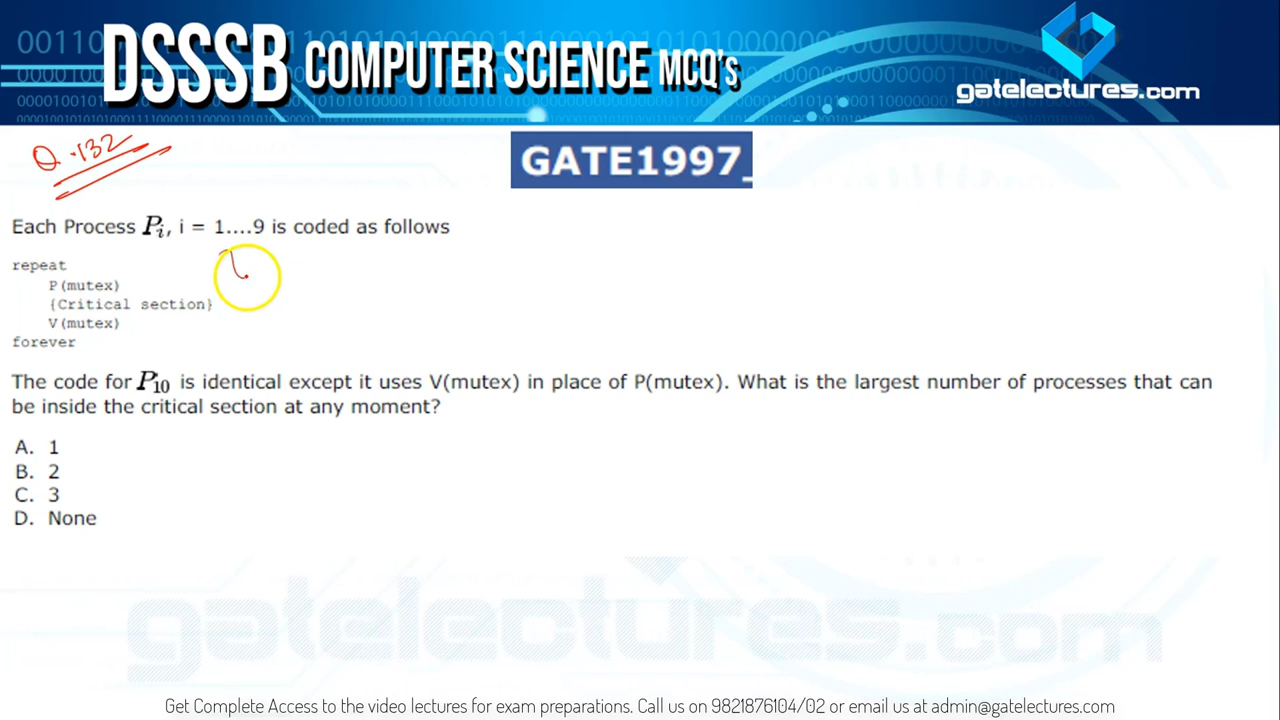 DSSSB COMPUTER SCIENCE MCQ's
gatelectures.com
Q.132
GATE1997_
Each Process Pi, i = 1....9 is coded as follows
repeat
P(mutex)
{Critical section}
V(mutex)
forever
The code for P10 is identical except it uses V(mutex) in place of P(mutex). What is the largest number of processes that can
be inside the critical section at any moment?
A. 1
B. 2
C. 3
D. None
gatelectures.com
Get Complete Access to the video lectures for exam preparations. Call us on 9821876104/02 or email us at admin@gatelectures.com